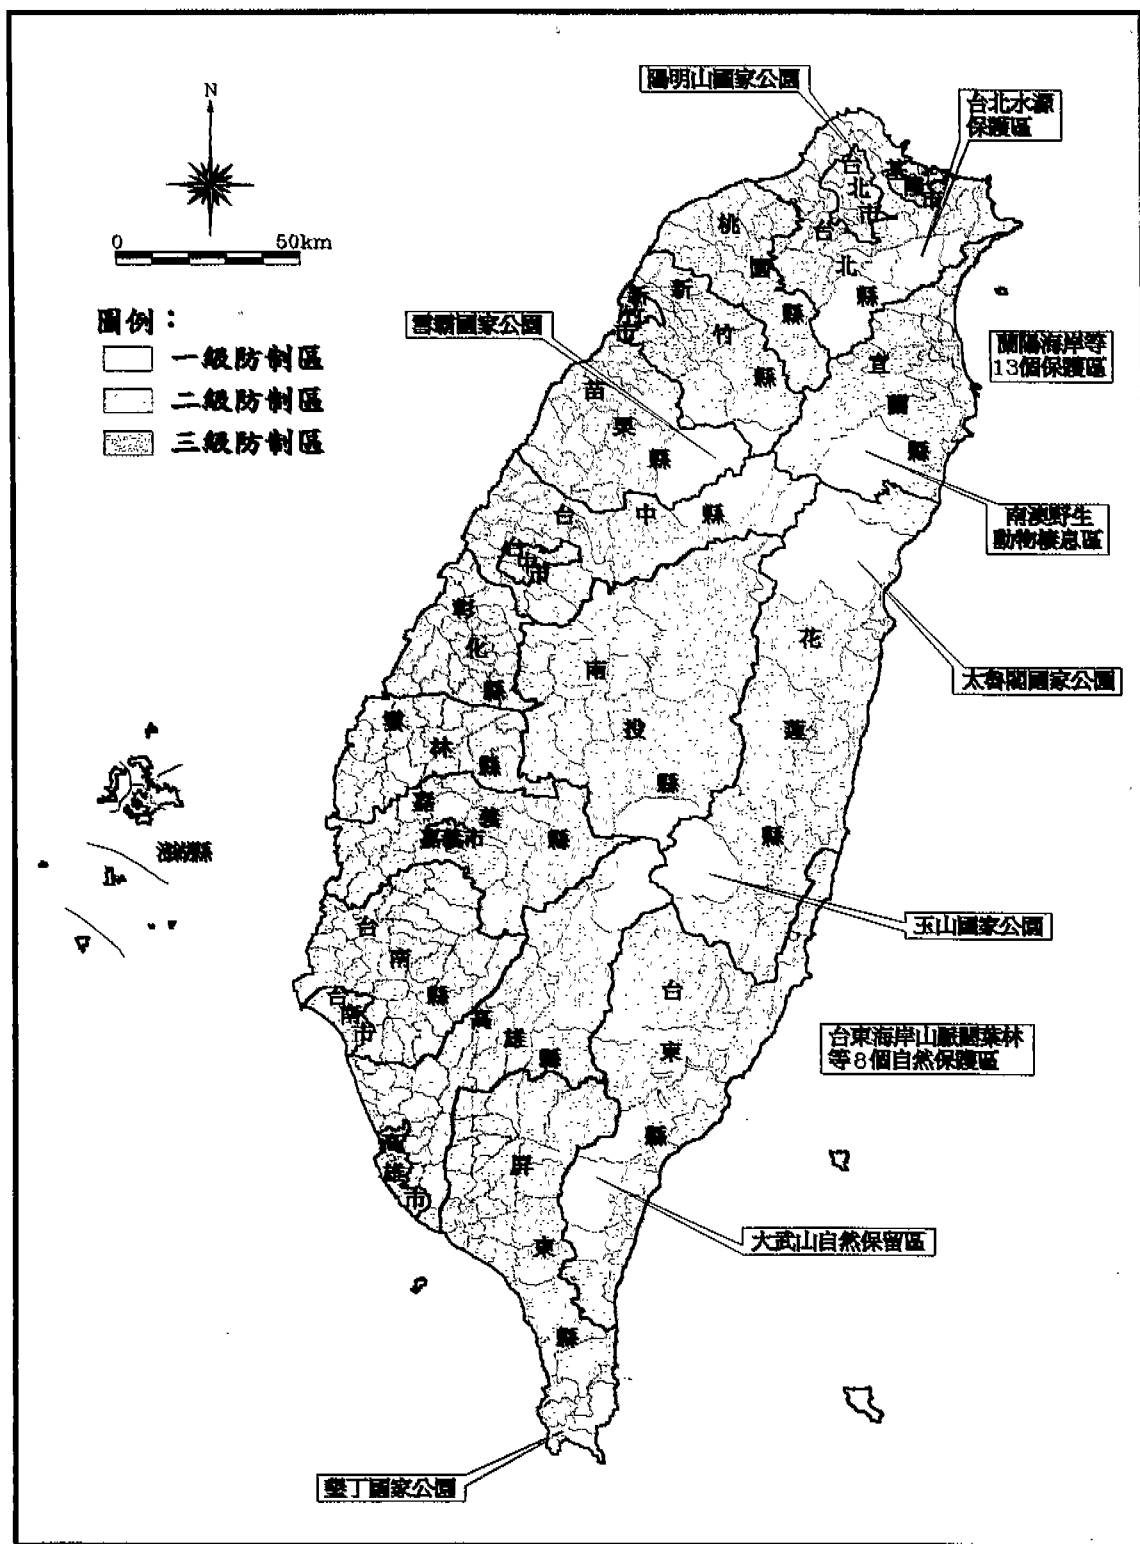 陽明山國家公園
台北水源
保護區
N
0 50km
圖例：
一級防制區
二級防制區
三級防制區
台北市
基隆市
桃園縣
台北縣
新竹市
新竹縣
雪霸國家公園
蘭陽海岸等
13個保護區
宜蘭縣
苗栗縣
南澳野生
動物棲息區
台中縣
台中市
彰化縣
花蓮縣
南投縣
太魯閣國家公園
雲林縣
嘉義縣
嘉義市
澎湖縣
玉山國家公園
台南縣
台南市
高雄縣
台東縣
台東海岸山脈闊葉林
等8個自然保護區
高雄市
屏東縣
大武山自然保留區
墾丁國家公園